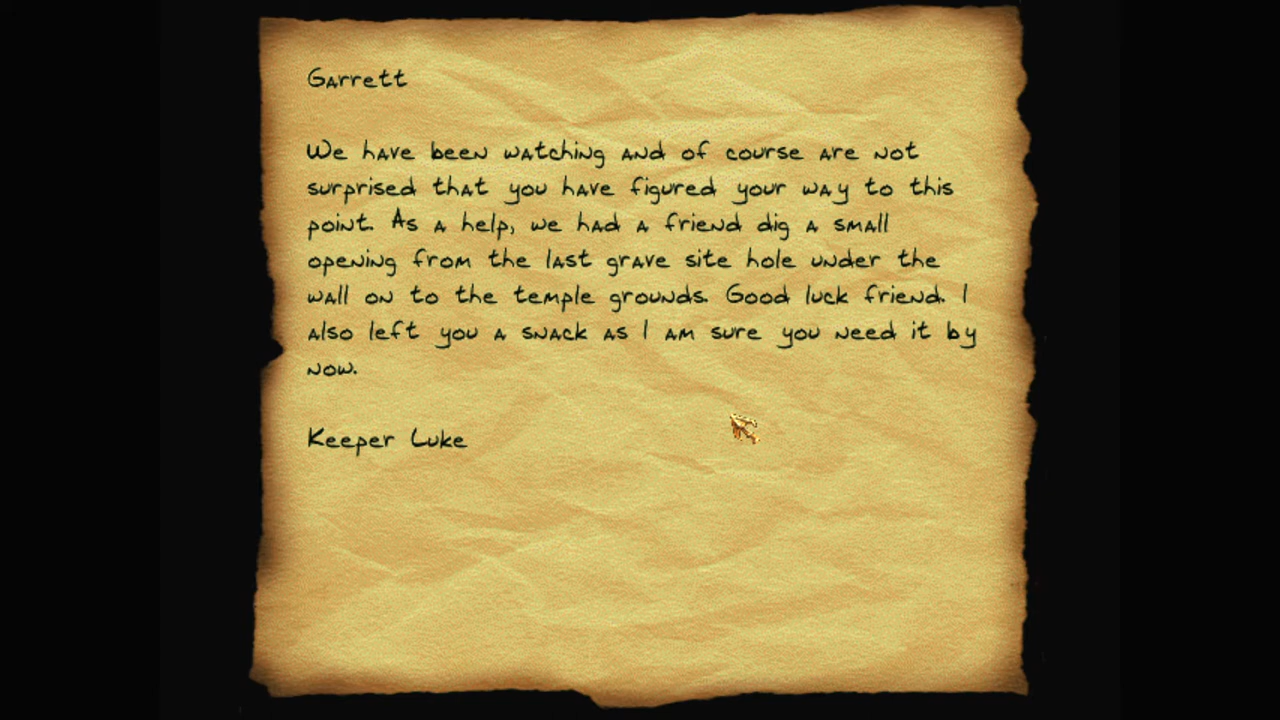 Garrett
We have been watching and of course are not
surprised that you have figured your way to this
point. As a help, we had a friend dig a small
opening from the last grave site hole under the
wall on to the temple grounds. Good luck friend. I
also left you a snack as I am sure you need it by
now.
Keeper Luke